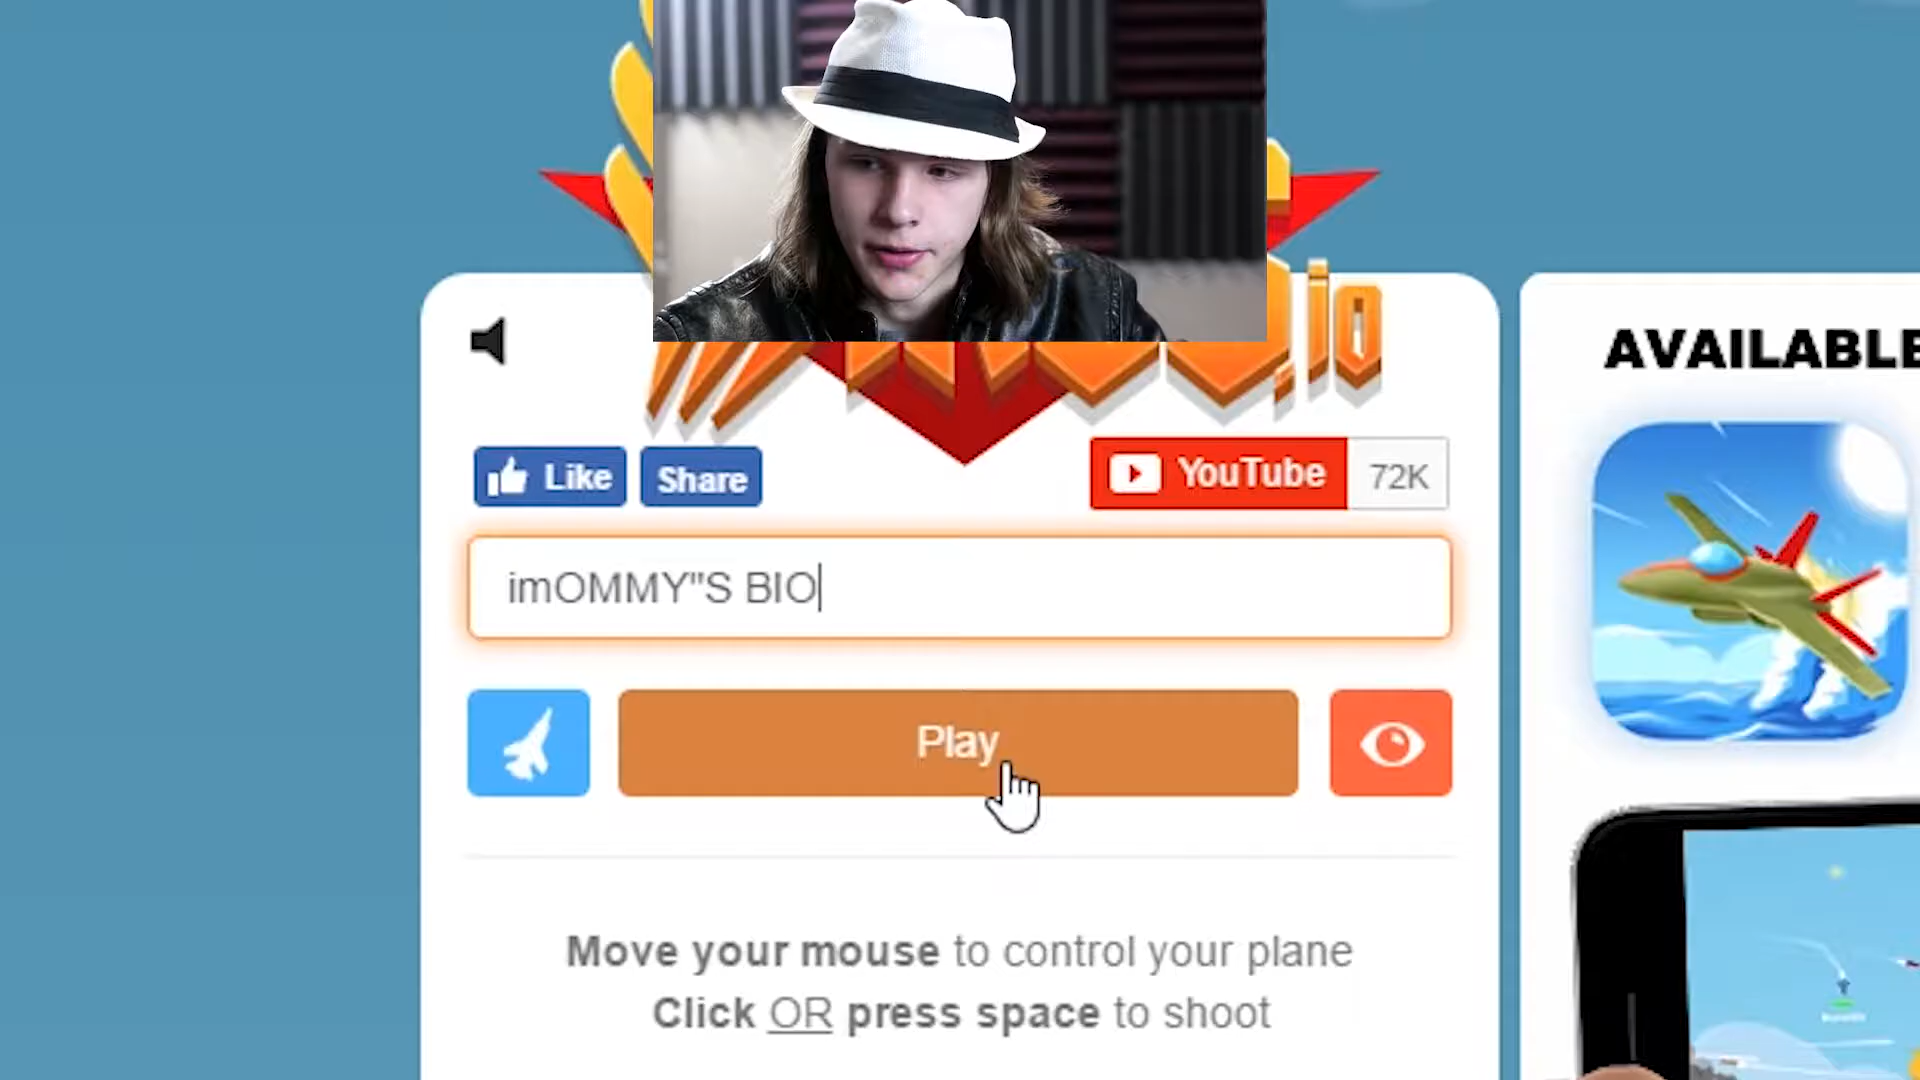 .io
AVAILABLE
Like
Share
YouTube
72K
imOMMY"S BIO
Play
Move your mouse to control your plane
Click OR press space to shoot